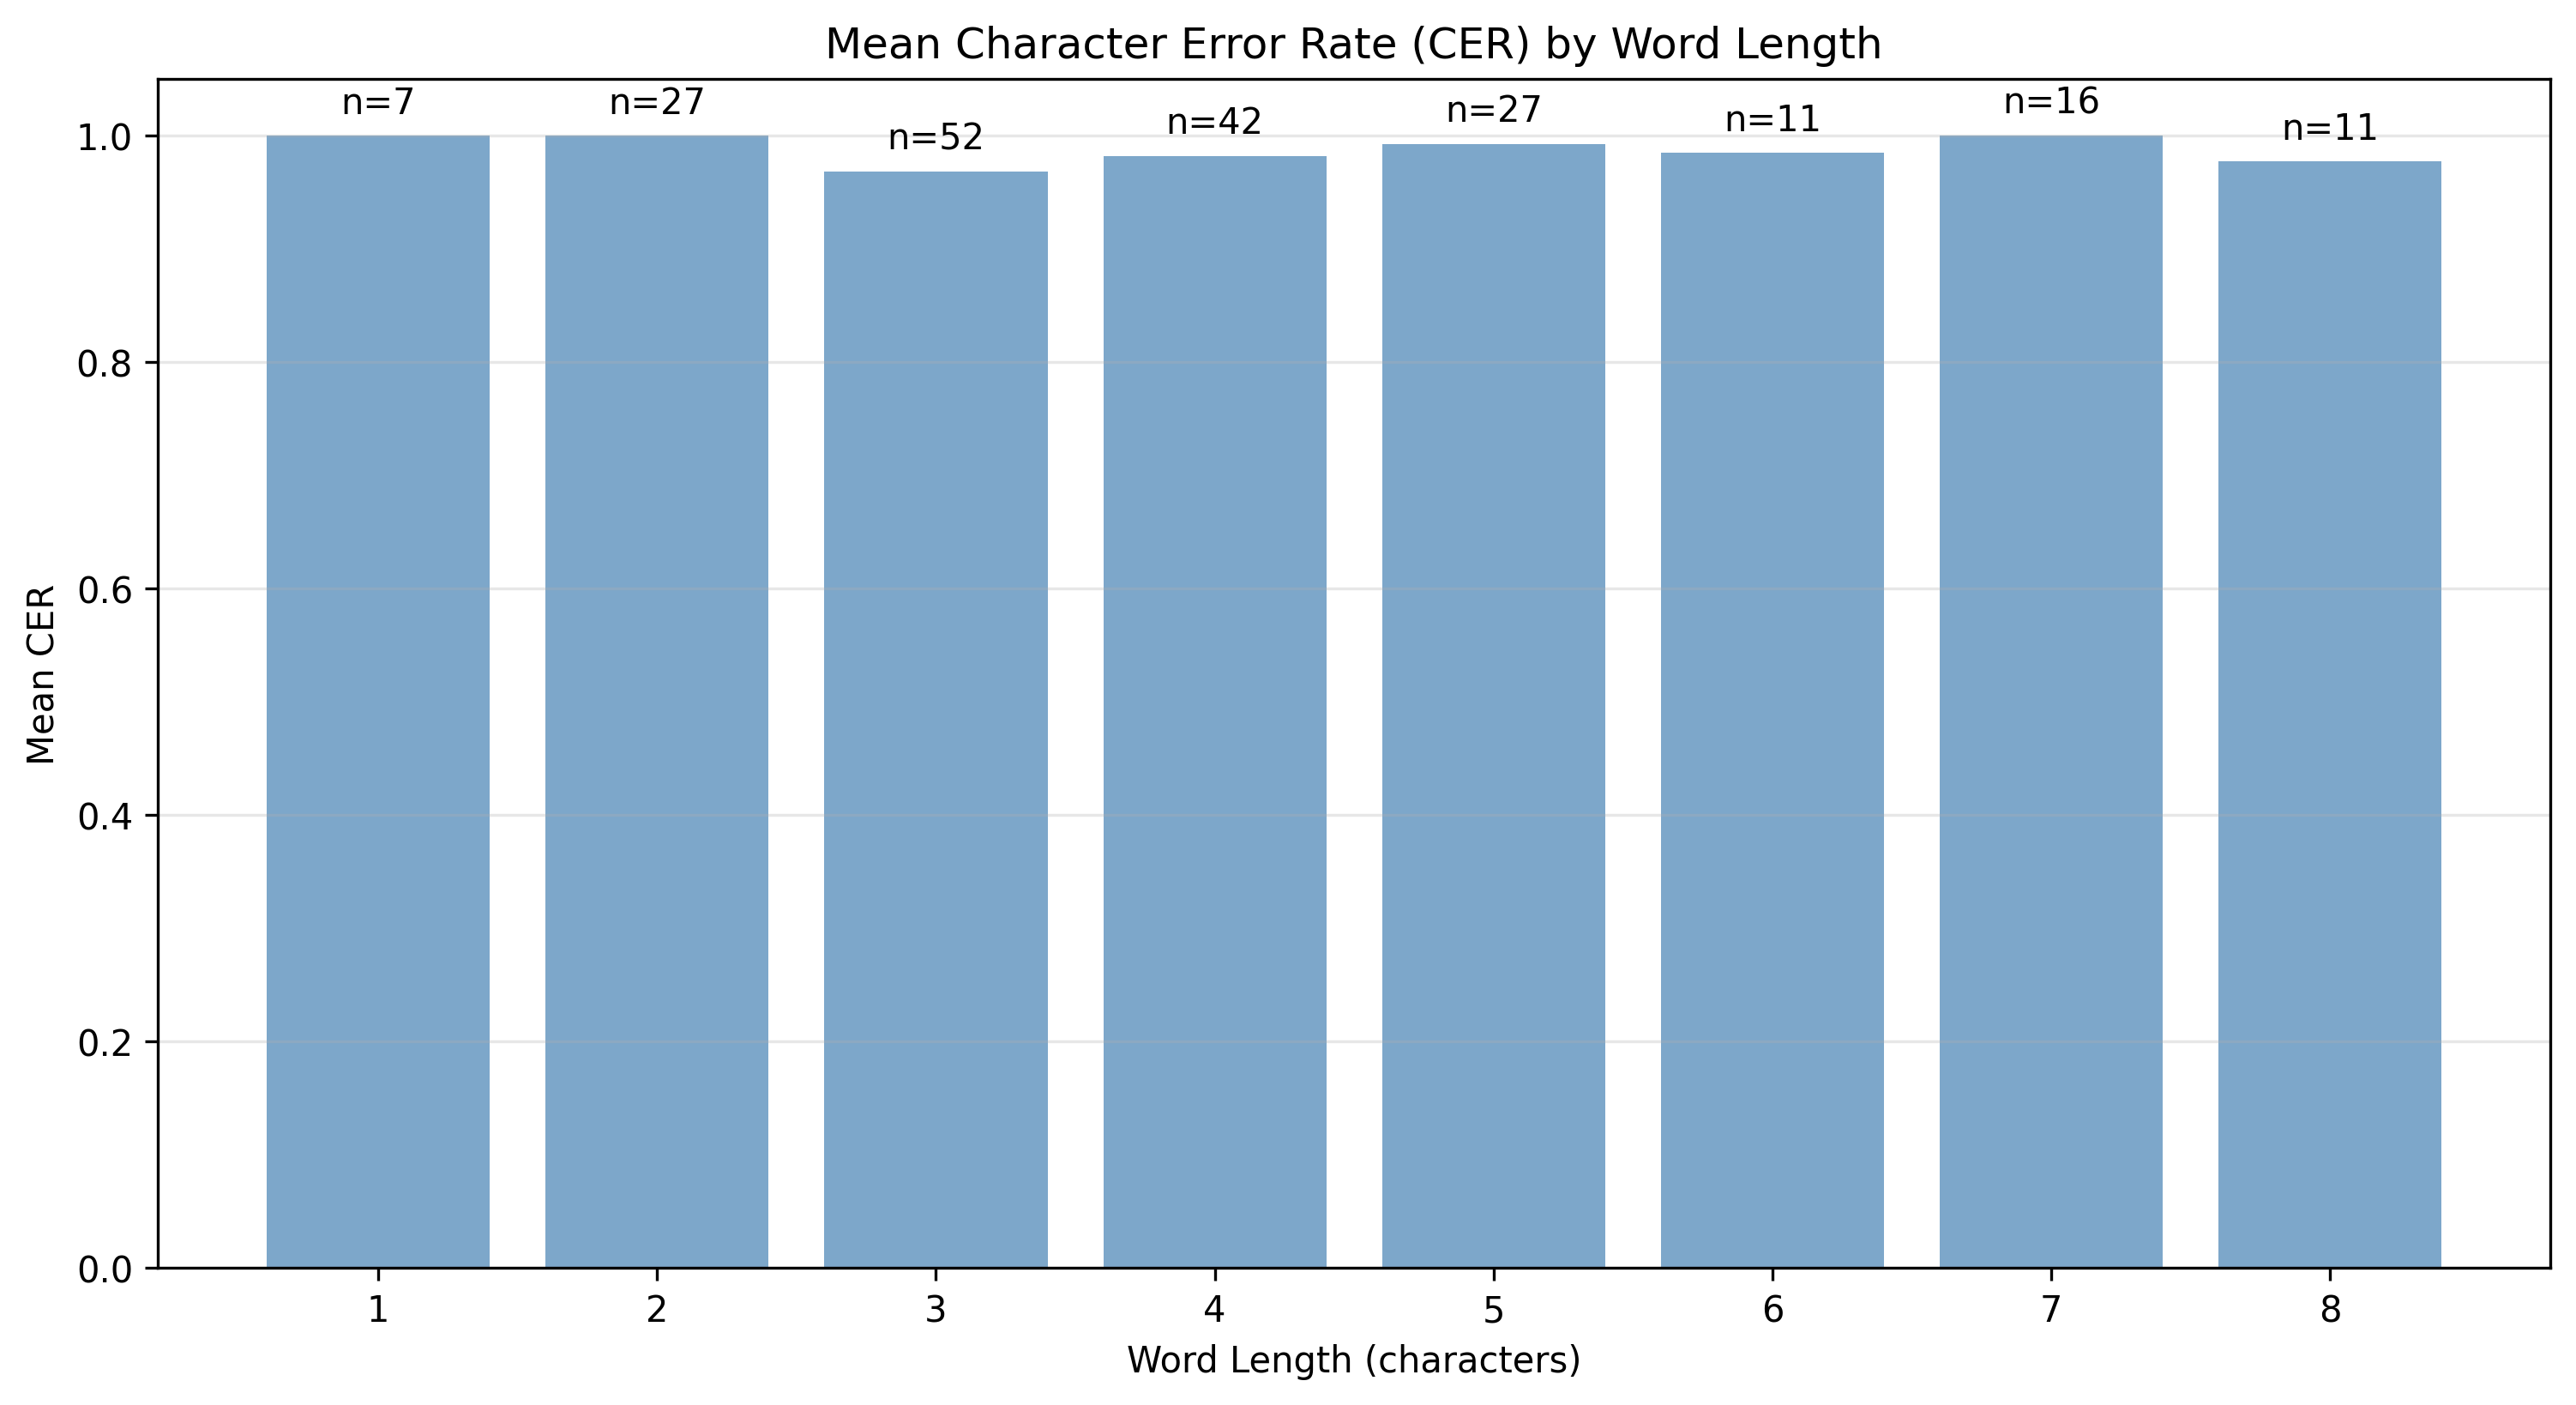 Mean Character Error Rate (CER) by Word Length
n=7 n=27 n=52 n=42 n=27 n=11 n=16 n=11
1.0
0.8
0.6
0.4
0.2
0.0
Mean CER
1 2 3 4 5 6 7 8
Word Length (characters)